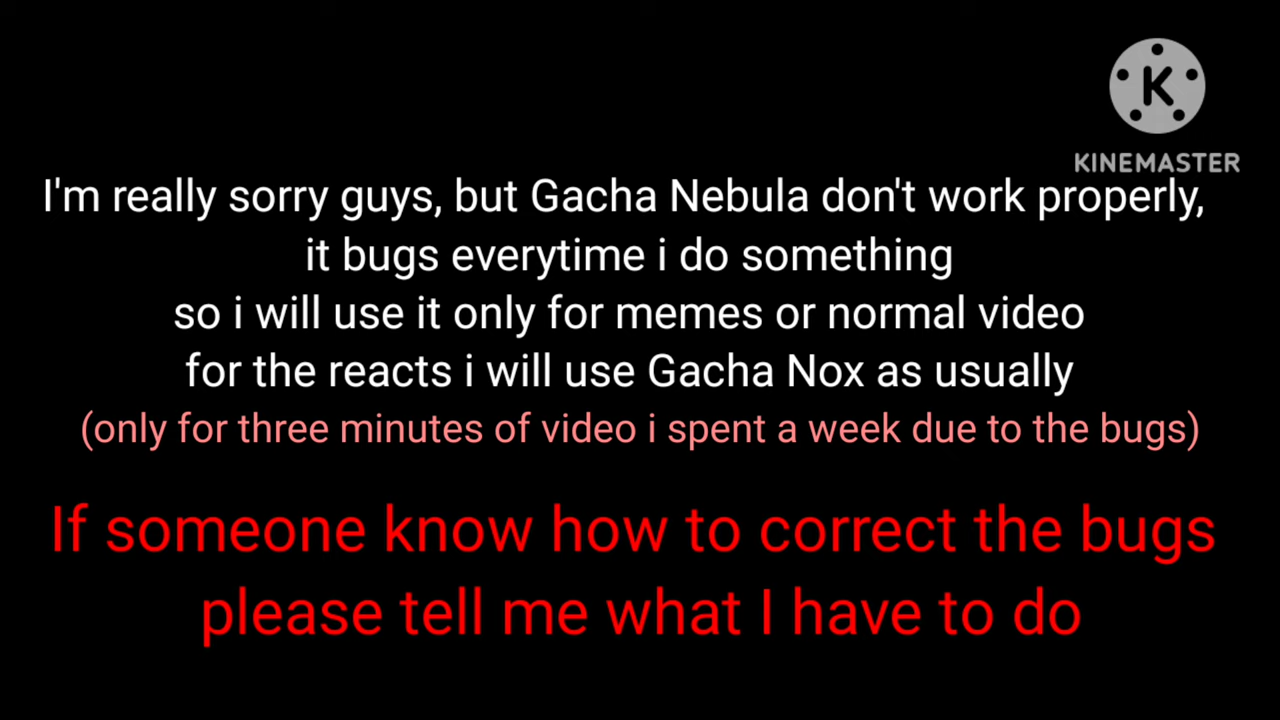 K
KINEMASTER
I'm really sorry guys, but Gacha Nebula don't work properly,
it bugs everytime i do something
so i will use it only for memes or normal video
for the reacts i will use Gacha Nox as usually
(only for three minutes of video i spent a week due to the bugs)
If someone know how to correct the bugs
please tell me what I have to do